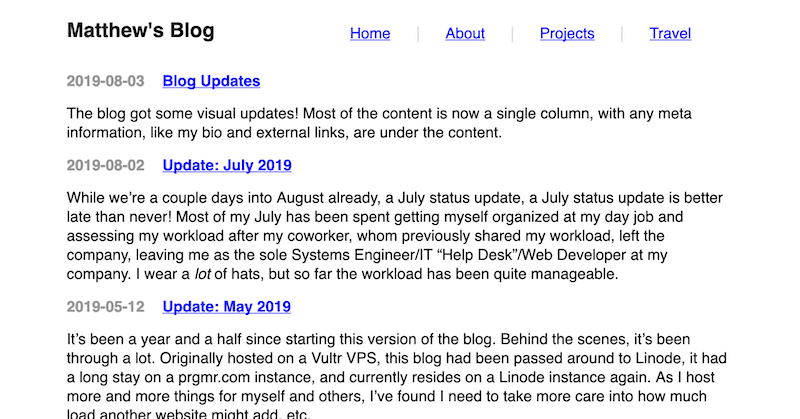 Matthew's Blog
Home | About | Projects | Travel
2019-08-03 Blog Updates
The blog got some visual updates! Most of the content is now a single column, with any meta
information, like my bio and external links, are under the content.
2019-08-02 Update: July 2019
While we’re a couple days into August already, a July status update, a July status update is better
late than never! Most of my July has been spent getting myself organized at my day job and
assessing my workload after my coworker, whom previously shared my workload, left the
company, leaving me as the sole Systems Engineer/IT “Help Desk”/Web Developer at my
company. I wear a lot of hats, but so far the workload has been quite manageable.
2019-05-12 Update: May 2019
It’s been a year and a half since starting this version of the blog. Behind the scenes, it’s been
through a lot. Originally hosted on a Vultr VPS, this blog had been passed around to Linode, it had
a long stay on a prgmr.com instance, and currently resides on a Linode instance again. As I host
more and more things for myself and others, I’ve found I need to take more care into how much
load another website might add, etc.